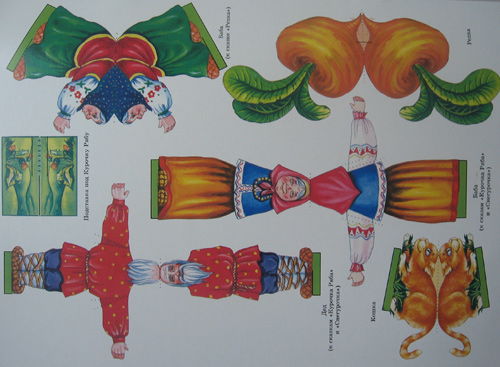 Баба
(к сказке «Репка»)
Репка
Подставка под Курочку Рябу
Баба
(к сказкам «Курочка Ряба»
и «Снегурочка»)
Дед
(к сказкам «Курочка Ряба»
и «Снегурочка»)
Кошка